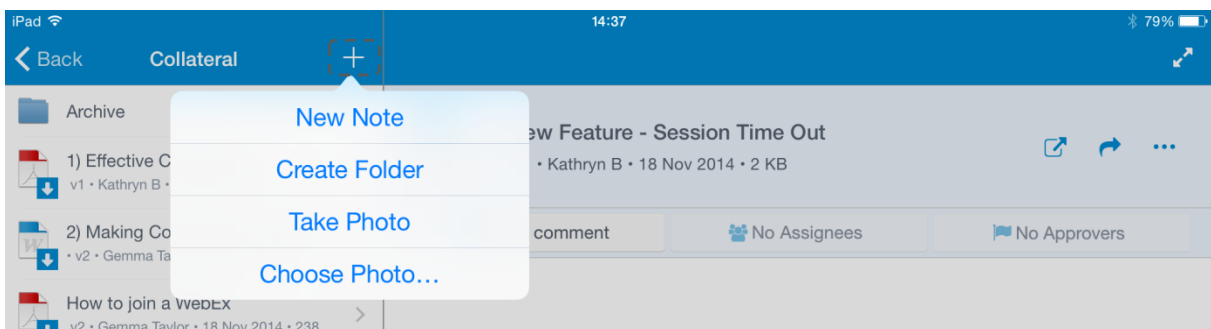 iPad 14:37 79%
Back Collateral +
Archive
1) Effective C
v1 • Kathryn B •
2) Making Co
• v2 • Gemma Ta
How to join a WebEx
v2 • Gemma Taylor • 18 Nov 2014 • 238
New Note
Create Folder
Take Photo
Choose Photo...
ew Feature - Session Time Out
• Kathryn B • 18 Nov 2014 • 2 KB
comment No Assignees No Approvers